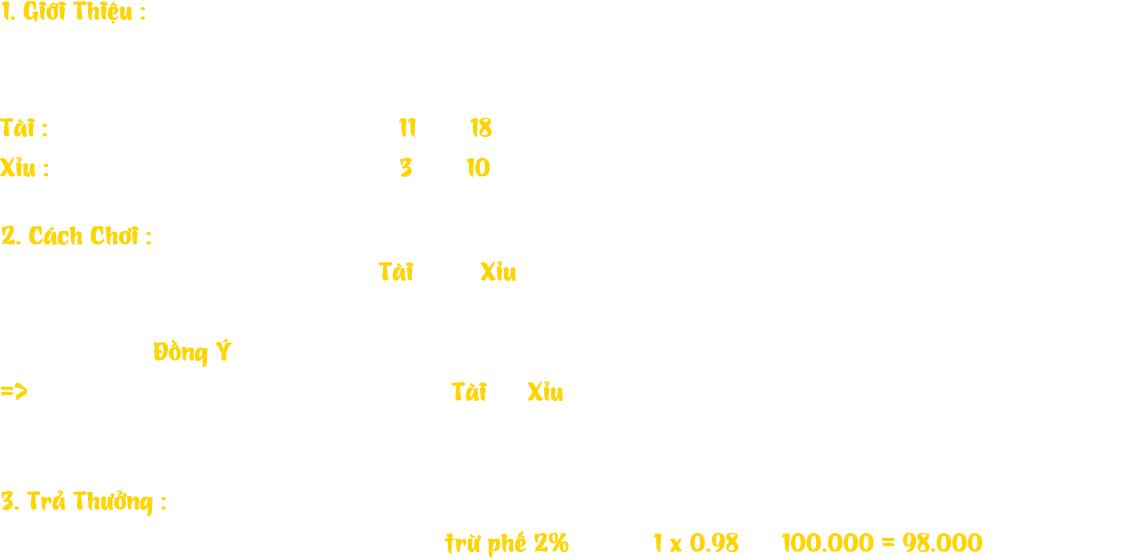 1. Giới Thiệu :
Tài : 11 18
Xỉu : 3 10
2. Cách Chơi :
Tài Xỉu
Đồng Ý
=> Tài Xỉu
3. Trả Thưởng :
trừ phế 2% 1 x 0.98 100.000 = 98.000